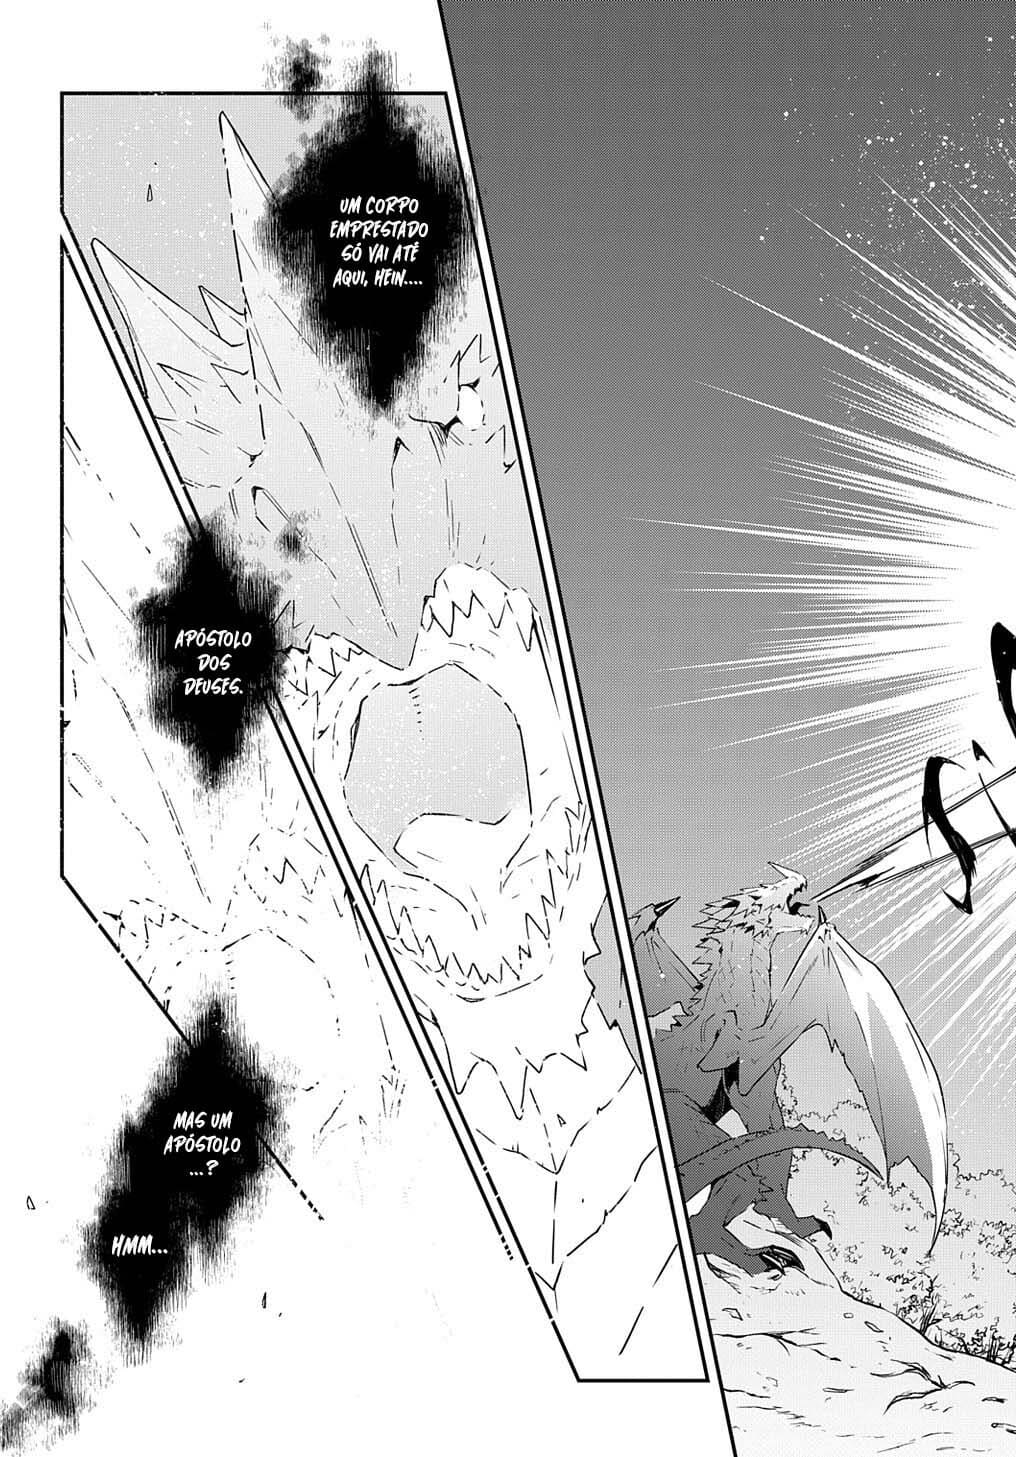 UM CORPO
EMPRESTADO
SÓ VAI ATÉ
AQUI, HEIN....
APÓSTOLO
DOS
DEUSES.
MAS UM
APÓSTOLO
...?
HMM...